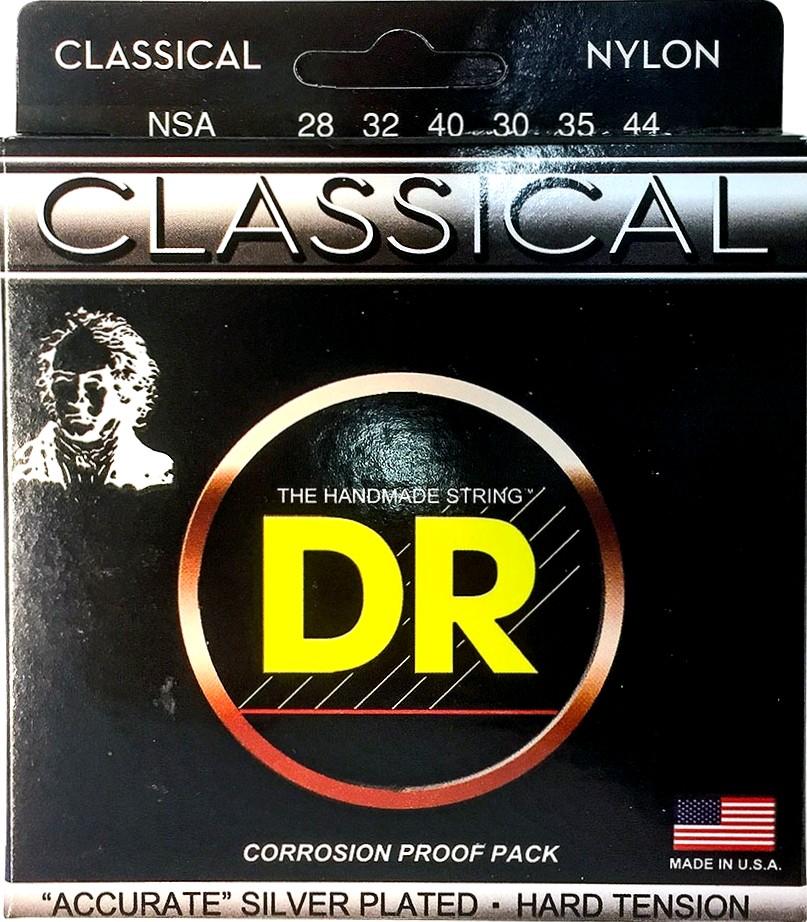 CLASSICAL NYLON
NSA 28 32 40 30 35 44
CLASSICAL
THE HANDMADE STRING™
DR
CORROSION PROOF PACK
MADE IN U.S.A.
“ACCURATE” SILVER PLATED · HARD TENSION